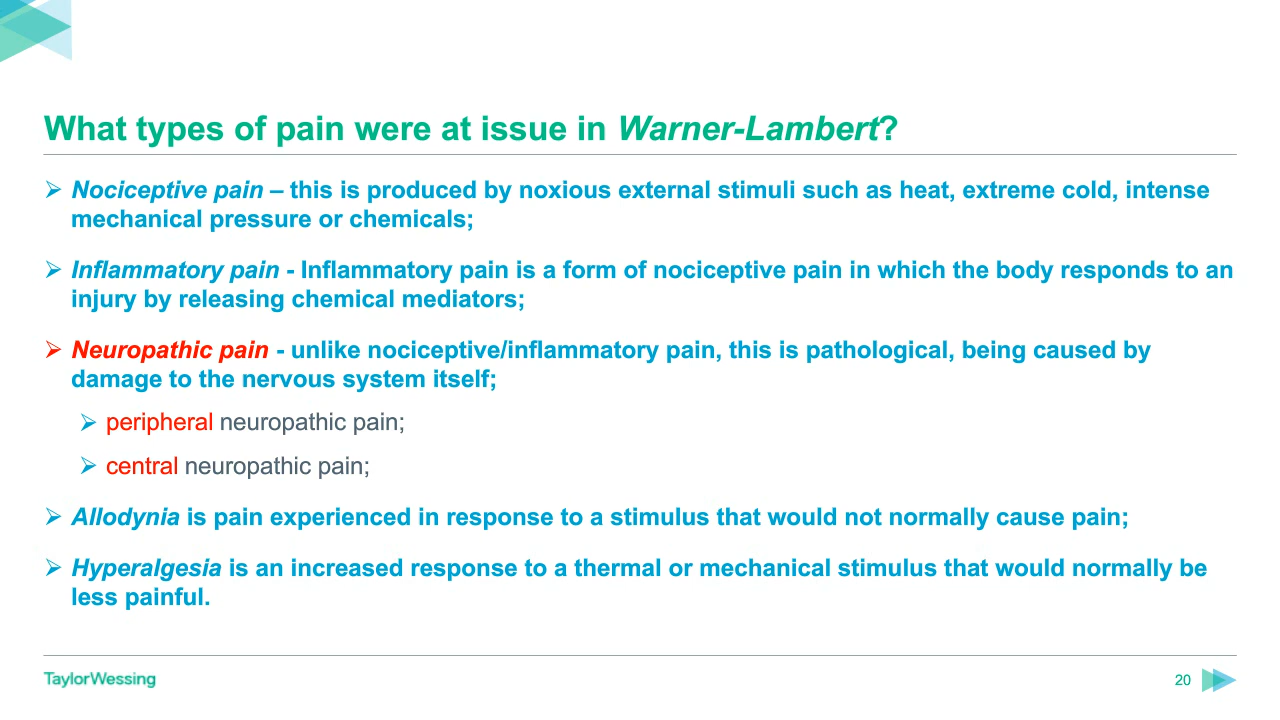 What types of pain were at issue in Warner-Lambert?
➢ Nociceptive pain – this is produced by noxious external stimuli such as heat, extreme cold, intense
mechanical pressure or chemicals;
➢ Inflammatory pain - Inflammatory pain is a form of nociceptive pain in which the body responds to an
injury by releasing chemical mediators;
➢ Neuropathic pain - unlike nociceptive/inflammatory pain, this is pathological, being caused by
damage to the nervous system itself;
➢ peripheral neuropathic pain;
➢ central neuropathic pain;
➢ Allodynia is pain experienced in response to a stimulus that would not normally cause pain;
➢ Hyperalgesia is an increased response to a thermal or mechanical stimulus that would normally be
less painful.
TaylorWessing
20